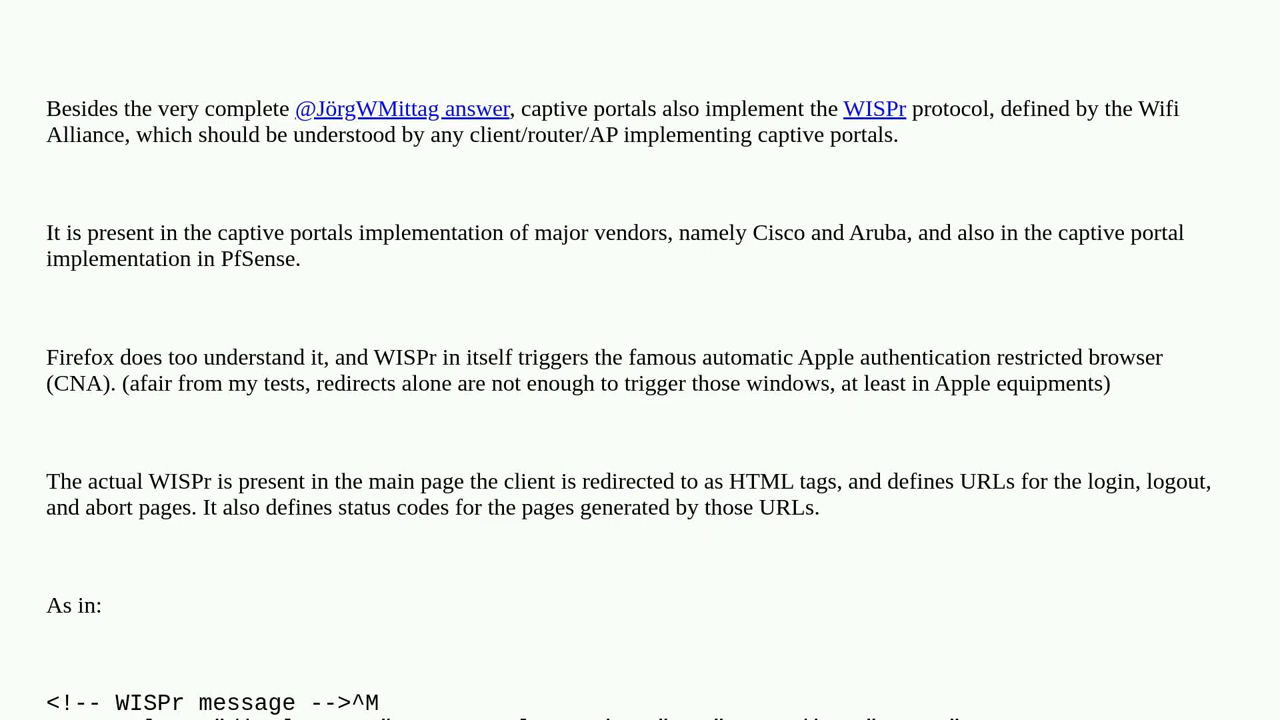 Besides the very complete @JörgWMittag answer, captive portals also implement the WISPr protocol, defined by the Wifi
Alliance, which should be understood by any client/router/AP implementing captive portals.
It is present in the captive portals implementation of major vendors, namely Cisco and Aruba, and also in the captive portal
implementation in PfSense.
Firefox does too understand it, and WISPr in itself triggers the famous automatic Apple authentication restricted browser
(CNA). (afair from my tests, redirects alone are not enough to trigger those windows, at least in Apple equipments)
The actual WISPr is present in the main page the client is redirected to as HTML tags, and defines URLs for the login, logout,
and abort pages. It also defines status codes for the pages generated by those URLs.
As in:
<!-- WISPr message -->^M